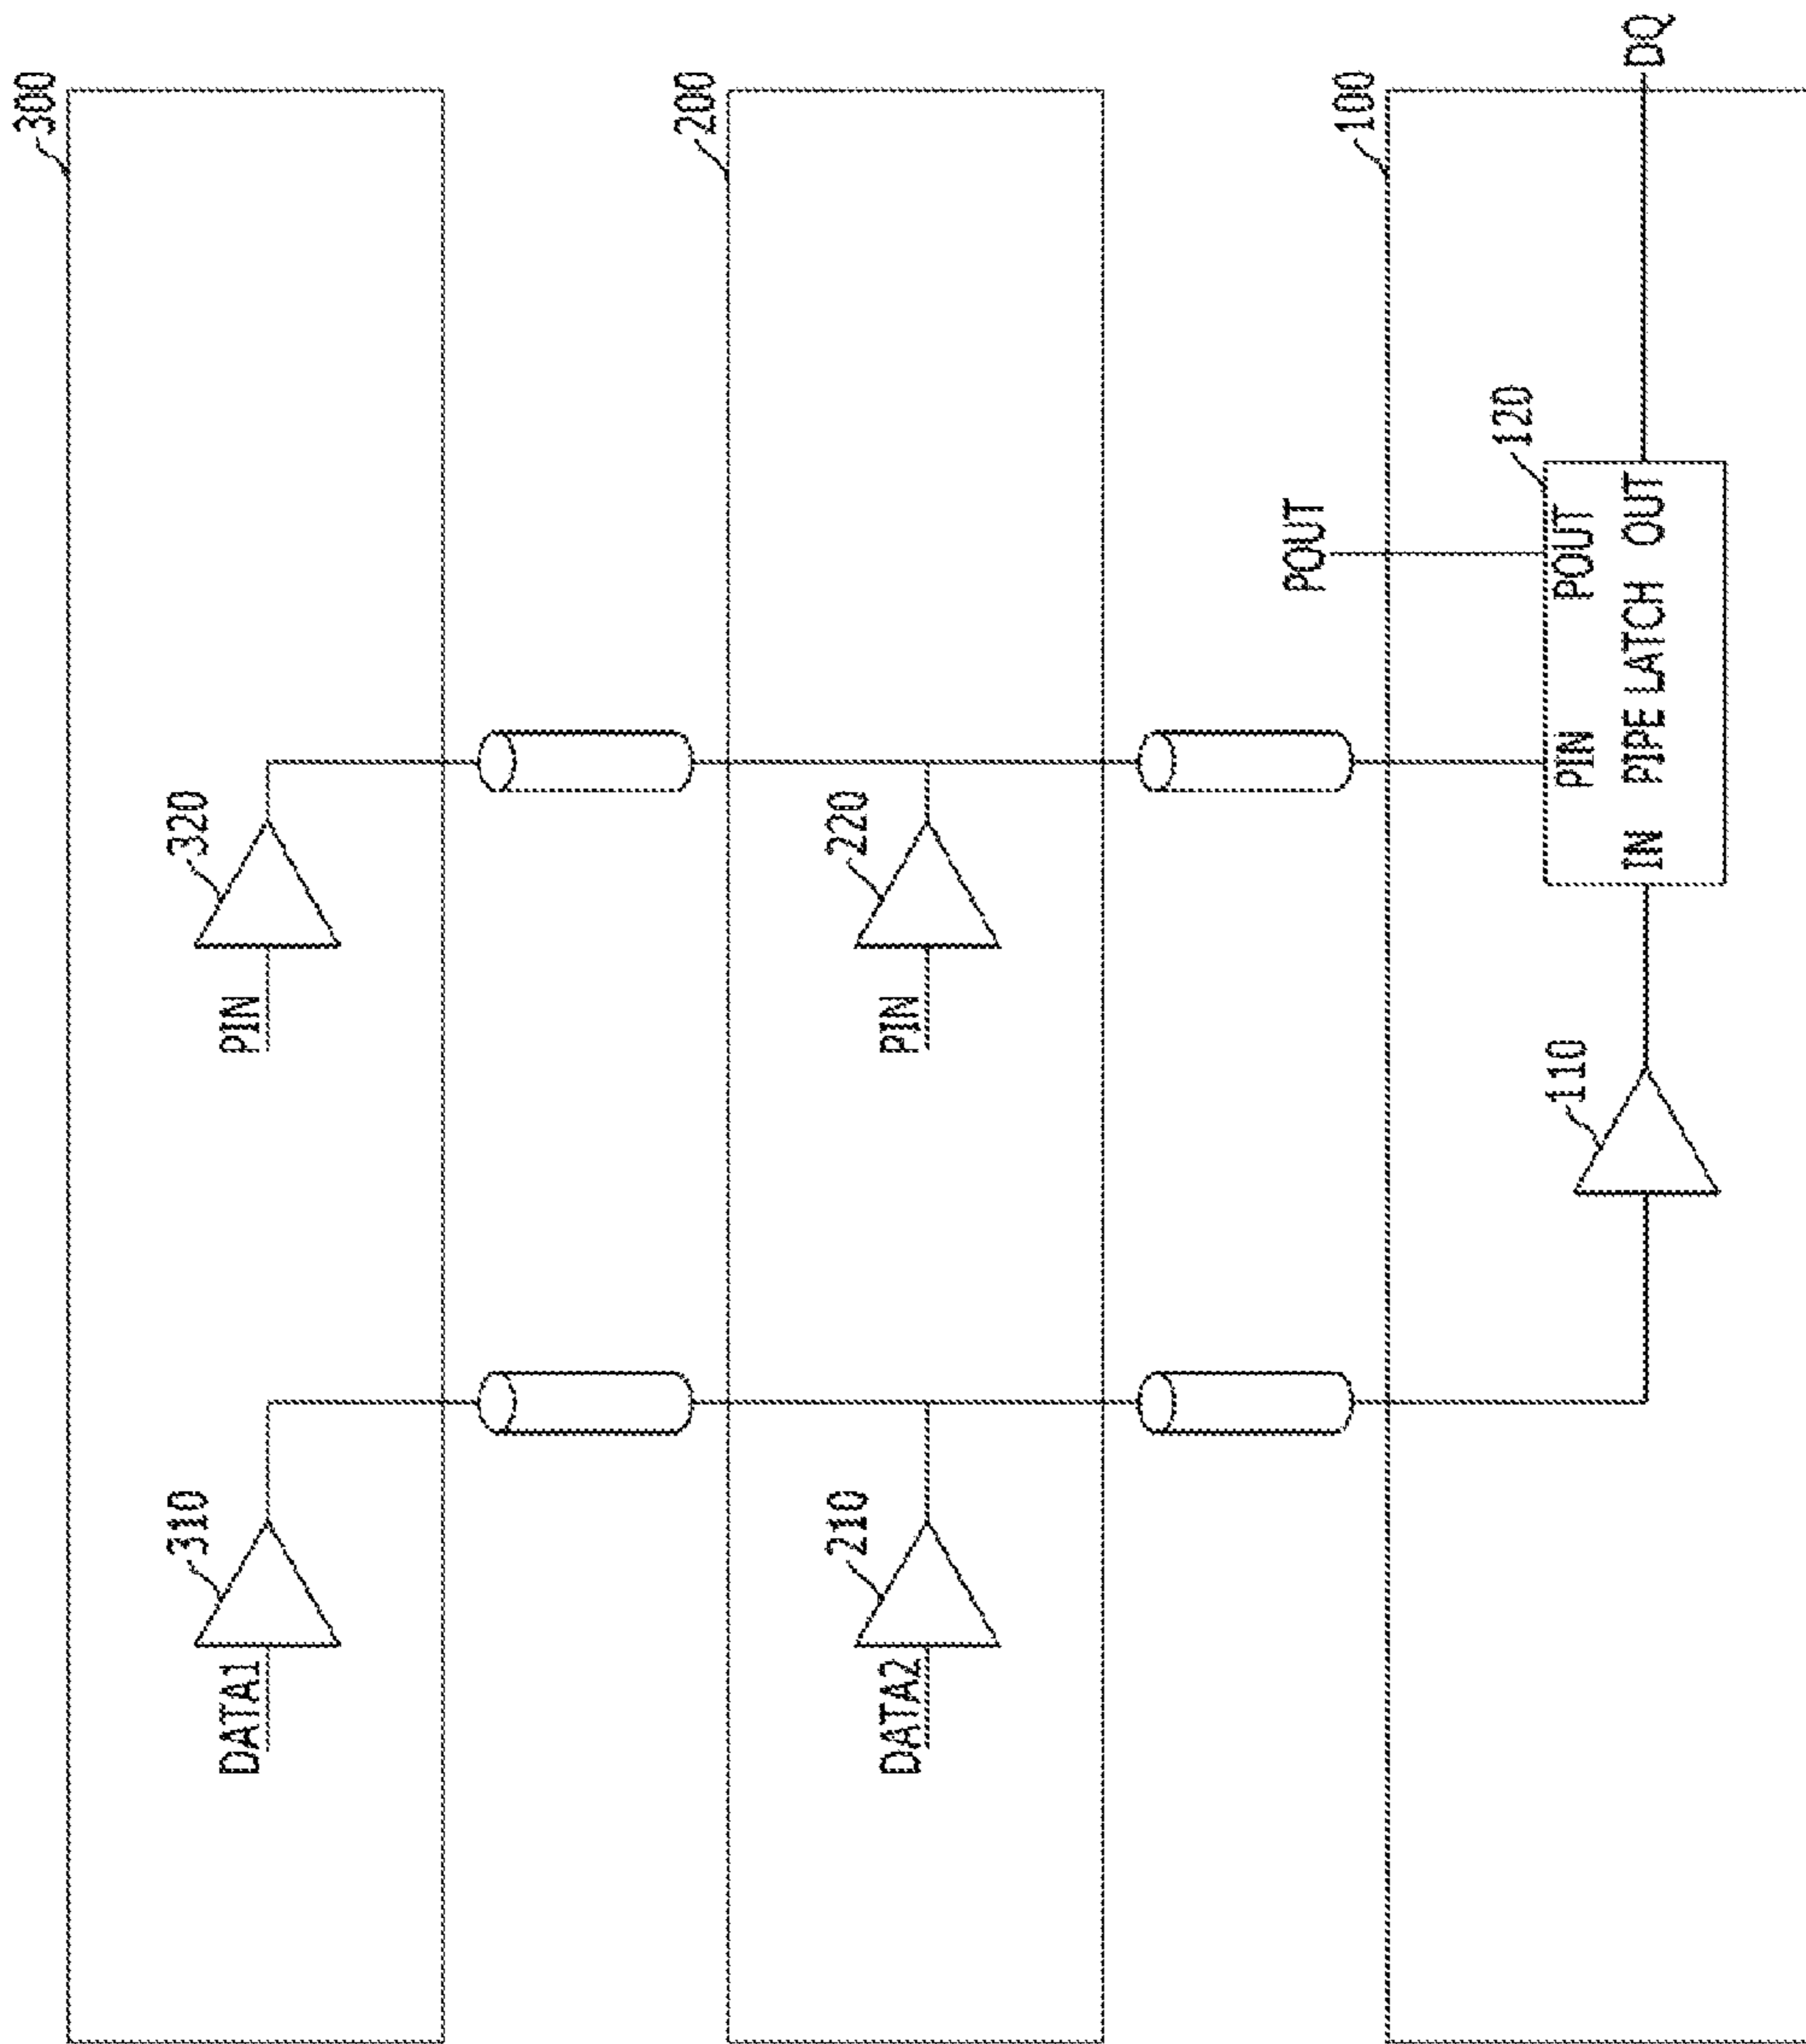 300
310
320
DATA1
PIN
200
210
220
DATA2
PIN
100
POUT
110
120
PIN
POUT
IN PIPE LATCH OUT
DQ